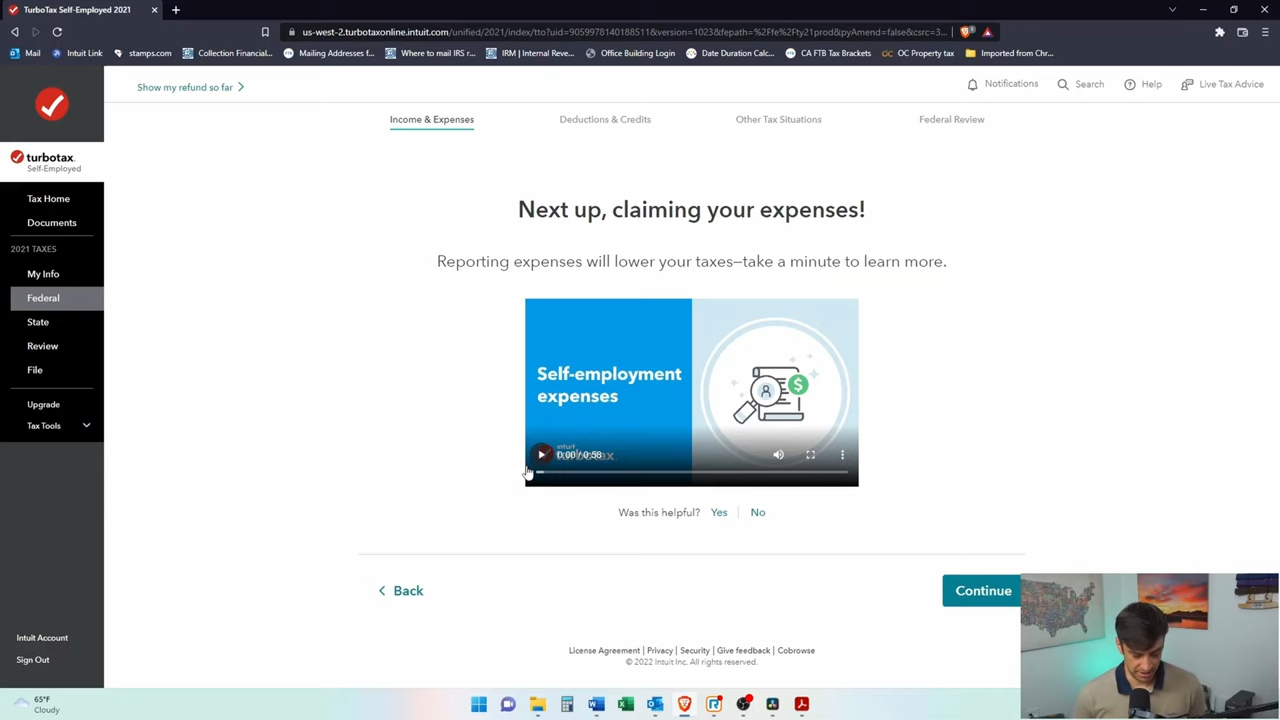 TurboTax Self-Employed 2021
us-west-2.turbotaxonline.intuit.com/unified/2021/index/tto?uid=9059978140188511&version=1023&fepath=%2Ffe%2Fty21prod&pyAmend=false&csrc=3...
Mail
Intuit Link
stamps.com
Collection Financial...
Mailing Addresses f...
Where to mail IRS r...
IRM | Internal Reve...
Office Building Login
Date Duration Calc...
CA FTB Tax Brackets
OC Property tax
Imported from Chr...
Show my refund so far
Notifications
Search
Help
Live Tax Advice
Income & Expenses
Deductions & Credits
Other Tax Situations
Federal Review
turbotax
Self-Employed
Tax Home
Documents
2021 TAXES
My Info
Federal
State
Review
File
Upgrade
Tax Tools
Intuit Account
Sign Out
Next up, claiming your expenses!
Reporting expenses will lower your taxes—take a minute to learn more.
Self-employment
expenses
intuit
turbotax.
0:00 / 0:58
Was this helpful? Yes | No
Back
Continue
License Agreement | Privacy | Security | Give feedback | Cobrowse
© 2022 Intuit Inc. All rights reserved.
65°F
Cloudy